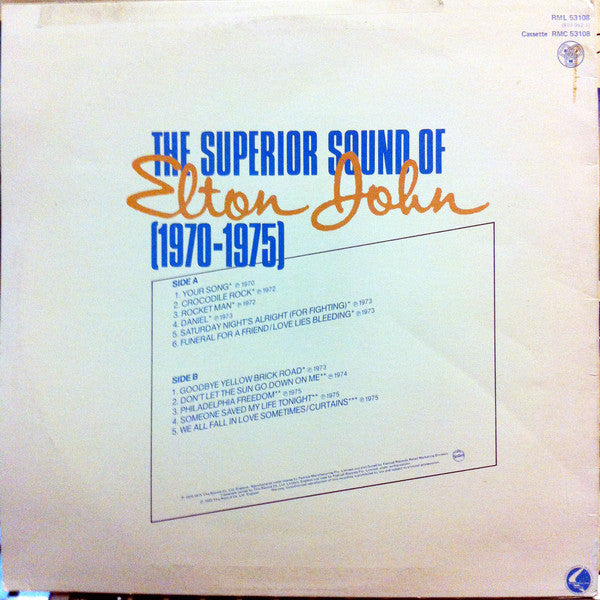 RML 53108
Cassette RMC 53108
THE SUPERIOR SOUND OF
Elton John
(1970-1975)
SIDE A
1. YOUR SONG* ℗1970
2. CROCODILE ROCK* ℗1972
3. ROCKET MAN* ℗1972
4. DANIEL* ℗1973
5. SATURDAY NIGHT'S ALRIGHT (FOR FIGHTING)* ℗1973
6. FUNERAL FOR A FRIEND/LOVE LIES BLEEDING* ℗1973
SIDE B
1. GOODBYE YELLOW BRICK ROAD* ℗1973
2. DON'T LET THE SUN GO DOWN ON ME** ℗1974
3. PHILADELPHIA FREEDOM** ℗1975
4. SOMEONE SAVED MY LIFE TONIGHT** ℗1975
5. WE ALL FALL IN LOVE SOMETIMES/CURTAINS*** ℗1975